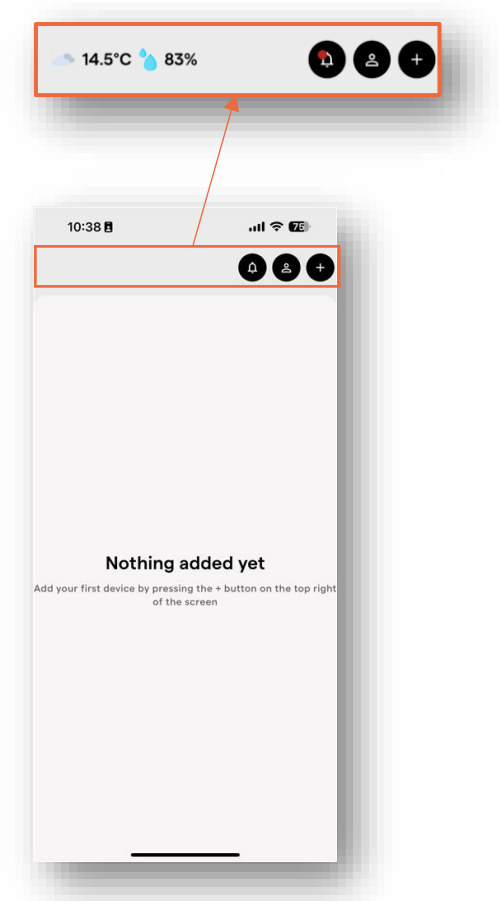 14.5°C 83%
10:38 75
Nothing added yet
Add your first device by pressing the + button on the top right
of the screen